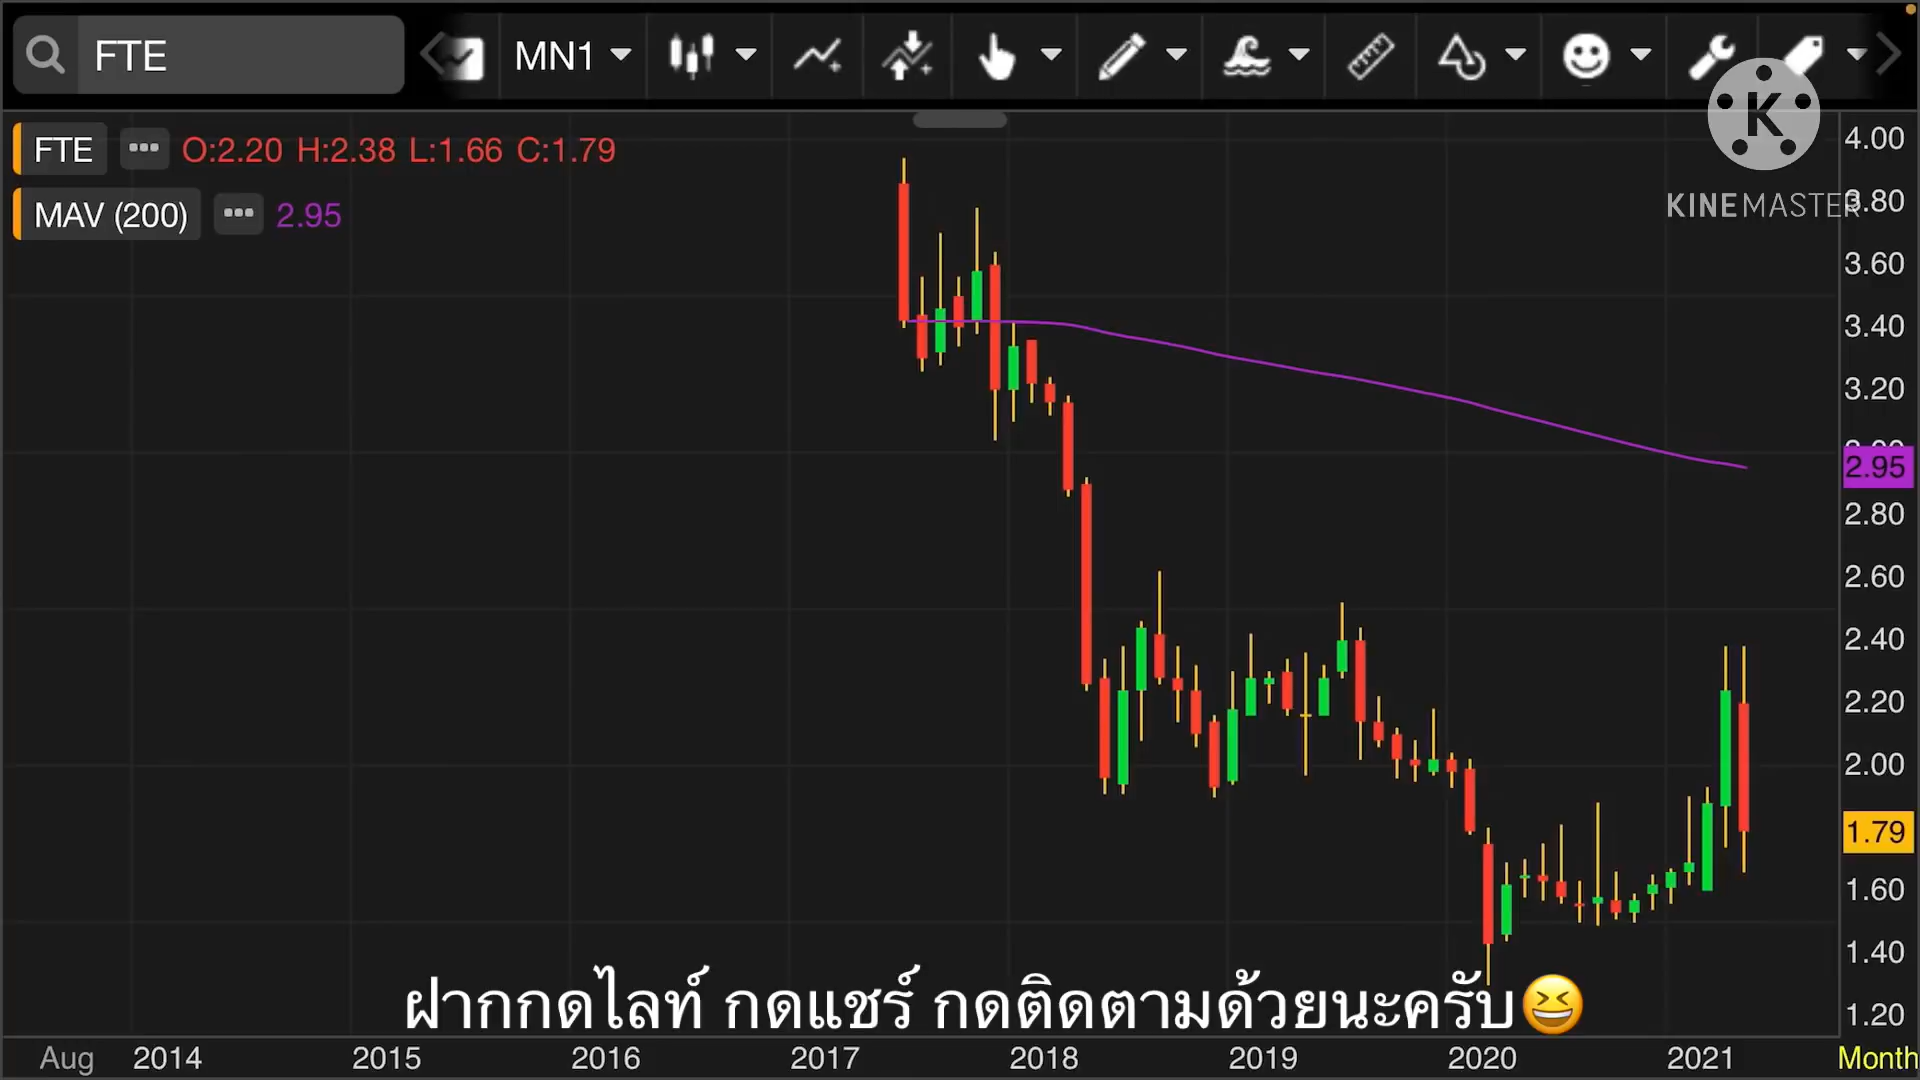 FTE
MN1
K
KINEMASTER
FTE ••• O:2.20 H:2.38 L:1.66 C:1.79
MAV (200) ••• 2.95
4.00
3.80
3.60
3.40
3.20
2.95
2.80
2.60
2.40
2.20
2.00
1.79
1.60
1.40
1.20
ฝากกดไลท์ กดแชร์ กดติดตามด้วยนะครับ😆
Aug 2014 2015 2016 2017 2018 2019 2020 2021 Month